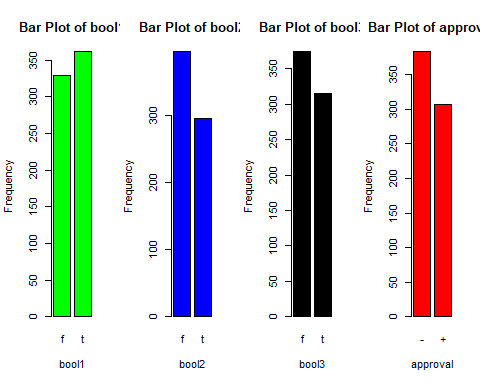 Bar Plot of bool1
Frequency
0
50
100
150
200
250
300
350
f t
bool1
Bar Plot of bool2
Frequency
0
100
200
300
f t
bool2
Bar Plot of bool
Frequency
0
50
100
150
200
250
300
350
f t
bool3
Bar Plot of approv
Frequency
0
50
100
150
200
250
300
350
- +
approval